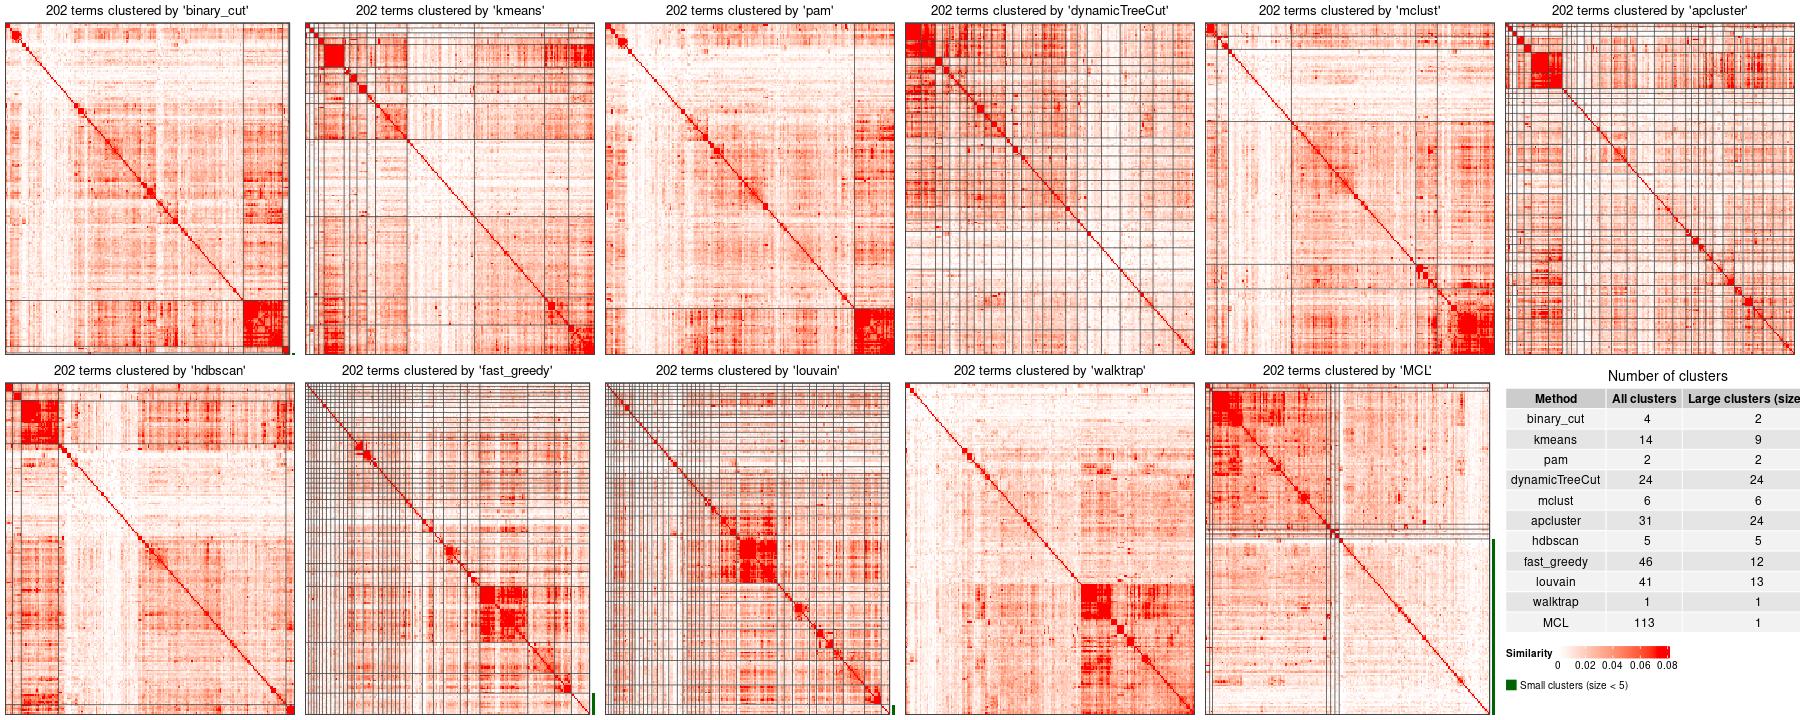 202 terms clustered by 'binary_cut'
202 terms clustered by 'kmeans'
202 terms clustered by 'pam'
202 terms clustered by 'dynamicTreeCut'
202 terms clustered by 'mclust'
202 terms clustered by 'apcluster'
202 terms clustered by 'hdbscan'
202 terms clustered by 'fast_greedy'
202 terms clustered by 'louvain'
202 terms clustered by 'walktrap'
202 terms clustered by 'MCL'
Number of clusters
Method All clusters Large clusters (size
binary_cut 4 2
kmeans 14 9
pam 2 2
dynamicTreeCut 24 24
mclust 6 6
apcluster 31 24
hdbscan 5 5
fast_greedy 46 12
louvain 41 13
walktrap 1 1
MCL 113 1
Similarity
0 0.02 0.04 0.06 0.08
Small clusters (size < 5)